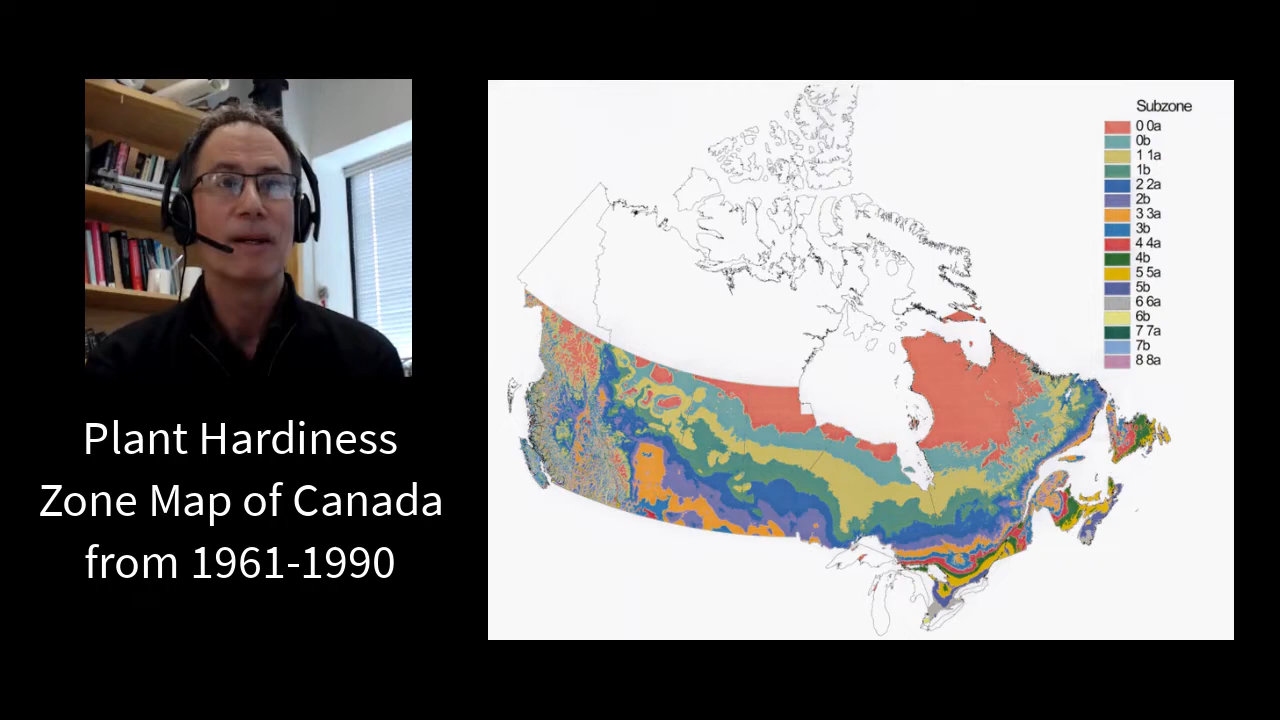 Plant Hardiness
Zone Map of Canada
from 1961-1990
Subzone
0 0a
0b
1 1a
1b
2 2a
2b
3 3a
3b
4 4a
4b
5 5a
5b
6 6a
6b
7 7a
7b
8 8a